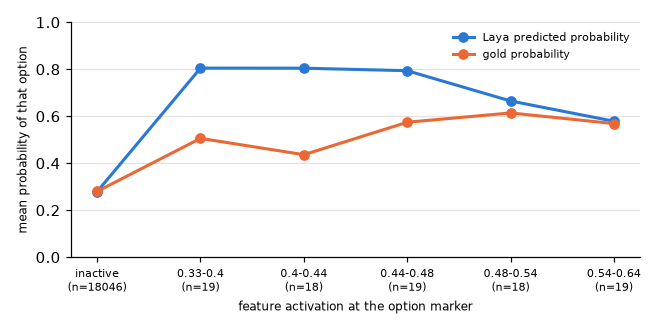 1.0
0.8
0.6
0.4
0.2
0.0
mean probability of that option
Laya predicted probability
gold probability
inactive
(n=18046)
0.33-0.4
(n=19)
0.4-0.44
(n=18)
0.44-0.48
(n=19)
0.48-0.54
(n=18)
0.54-0.64
(n=19)
feature activation at the option marker